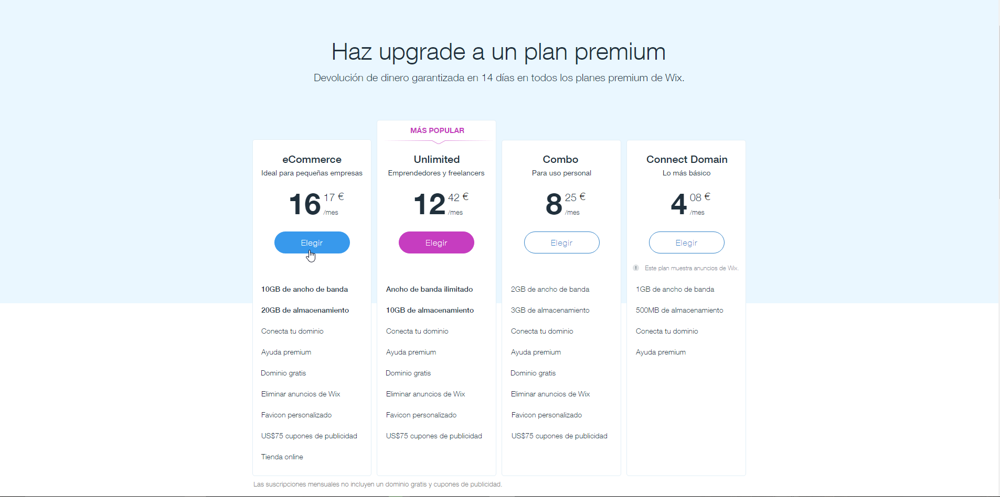 Haz upgrade a un plan premium
Devolución de dinero garantizada en 14 días en todos los planes premium de Wix.
eCommerce
Ideal para pequeñas empresas
16 17 €
/mes
Elegir
10GB de ancho de banda
20GB de almacenamiento
Conecta tu dominio
Ayuda premium
Dominio gratis
Eliminar anuncios de Wix
Favicon personalizado
US$75 cupones de publicidad
Tienda online
MÁS POPULAR
Unlimited
Emprendedores y freelancers
12 42 €
/mes
Elegir
Ancho de banda ilimitado
10GB de almacenamiento
Conecta tu dominio
Ayuda premium
Dominio gratis
Eliminar anuncios de Wix
Favicon personalizado
US$75 cupones de publicidad
Combo
Para uso personal
8 25 €
/mes
Elegir
2GB de ancho de banda
3GB de almacenamiento
Conecta tu dominio
Ayuda premium
Dominio gratis
Eliminar anuncios de Wix
Favicon personalizado
US$75 cupones de publicidad
Connect Domain
Lo más básico
4 08 €
/mes
Elegir
! Este plan muestra anuncios de Wix.
1GB de ancho de banda
500MB de almacenamiento
Conecta tu dominio
Ayuda premium
Las suscripciones mensuales no incluyen un dominio gratis y cupones de publicidad.